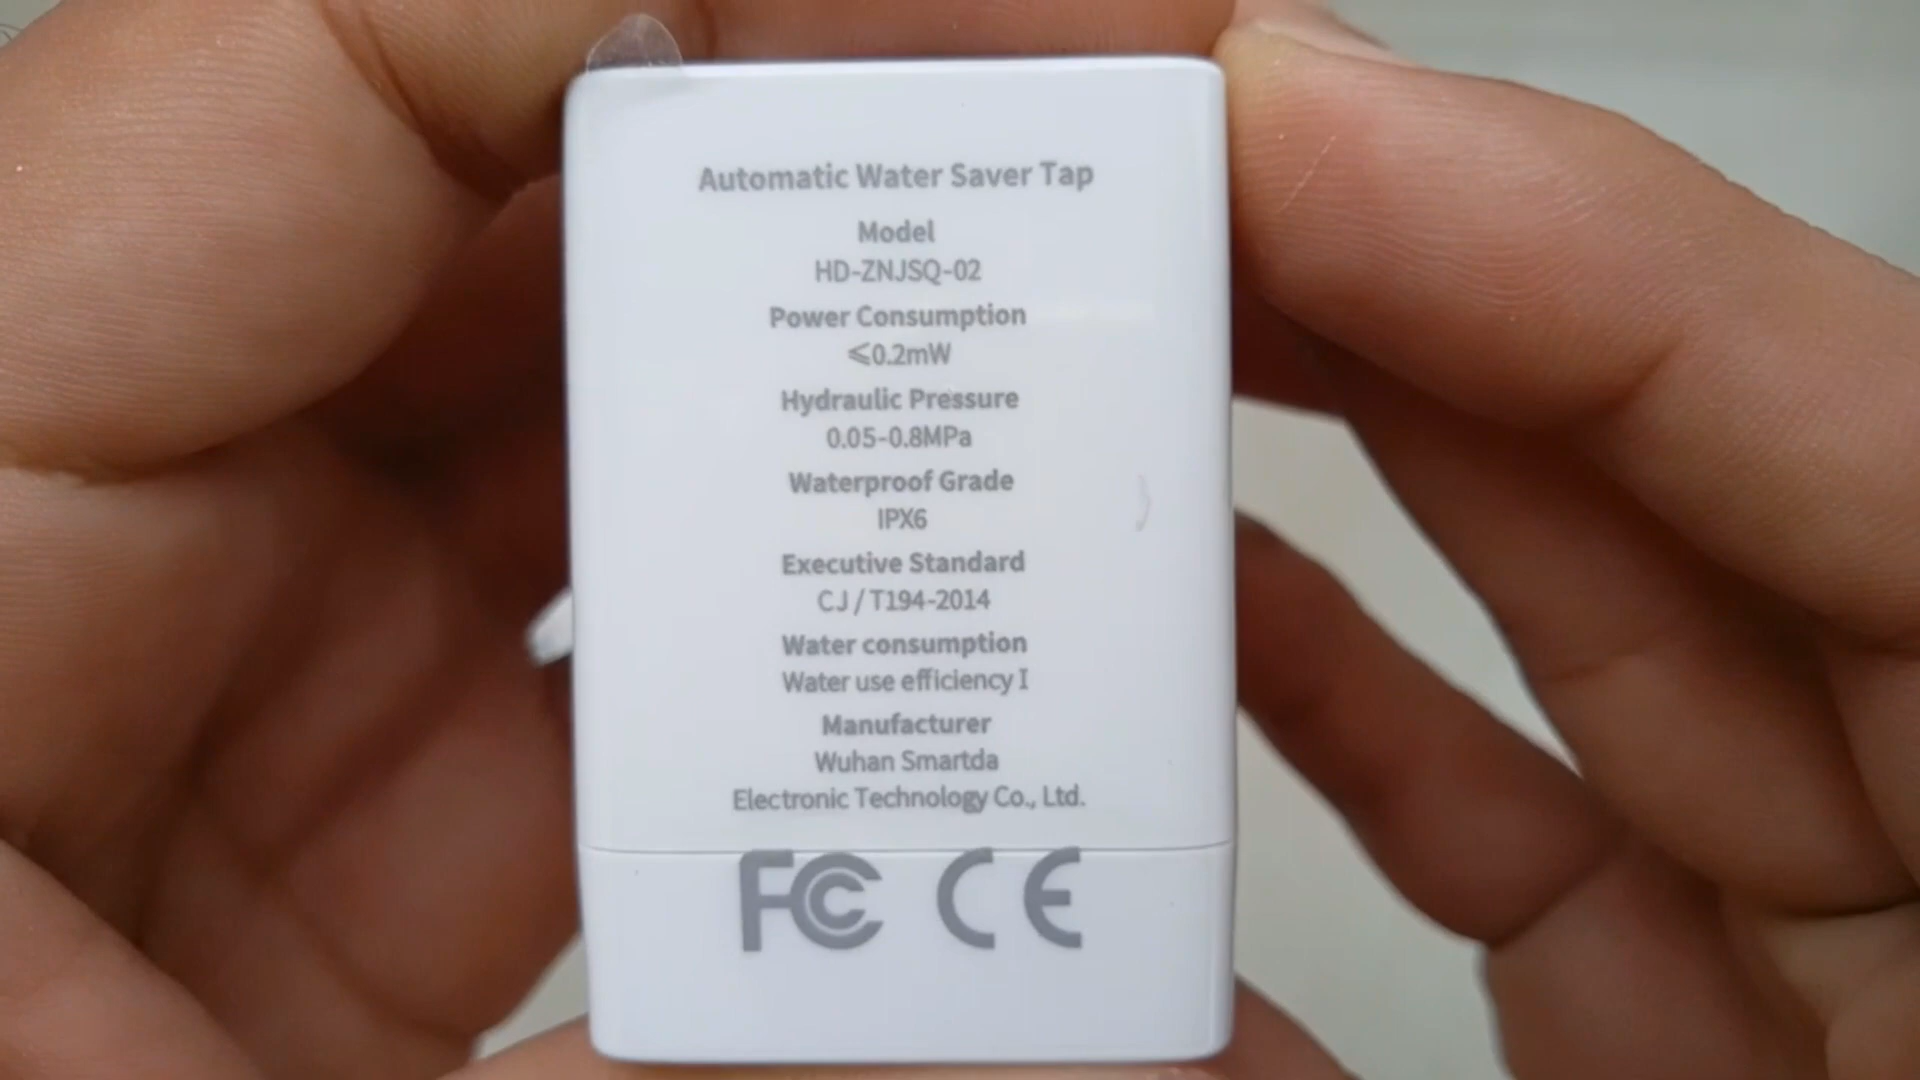 Automatic Water Saver Tap
Model
HD-ZNJSQ-02
Power Consumption
⩽0.2mW
Hydraulic Pressure
0.05-0.8MPa
Waterproof Grade
IPX6
Executive Standard
CJ / T194-2014
Water consumption
Water use efficiency I
Manufacturer
Wuhan Smartda
Electronic Technology Co., Ltd.
FC CE